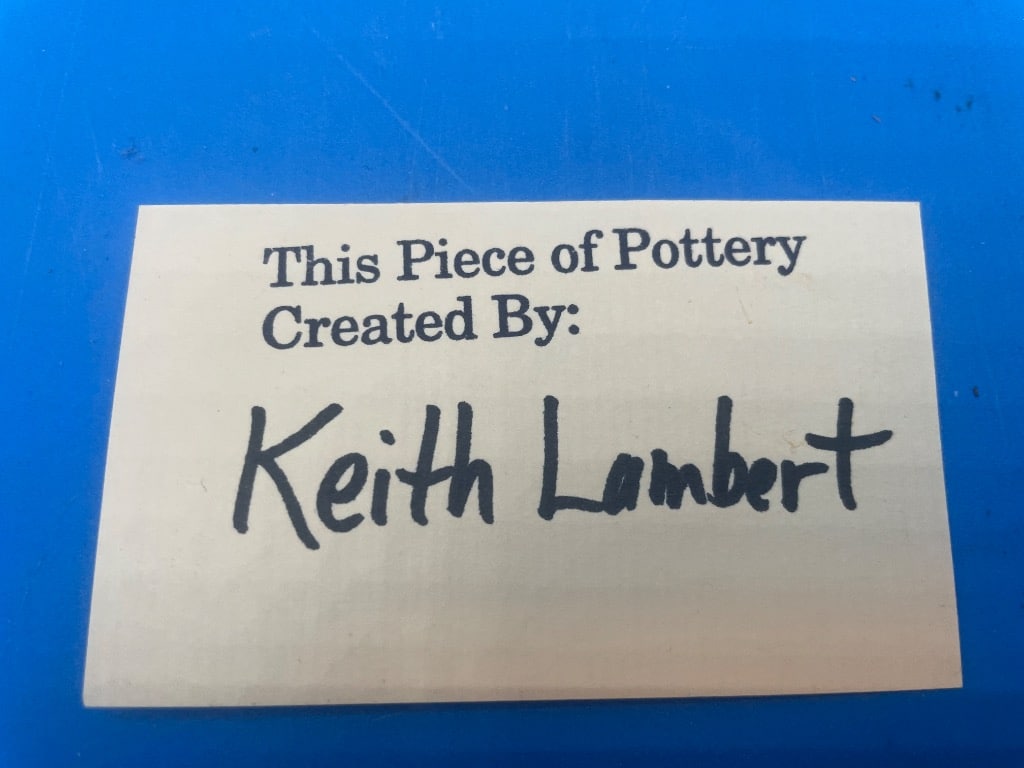 This Piece of Pottery
Created By:
Keith Lambert